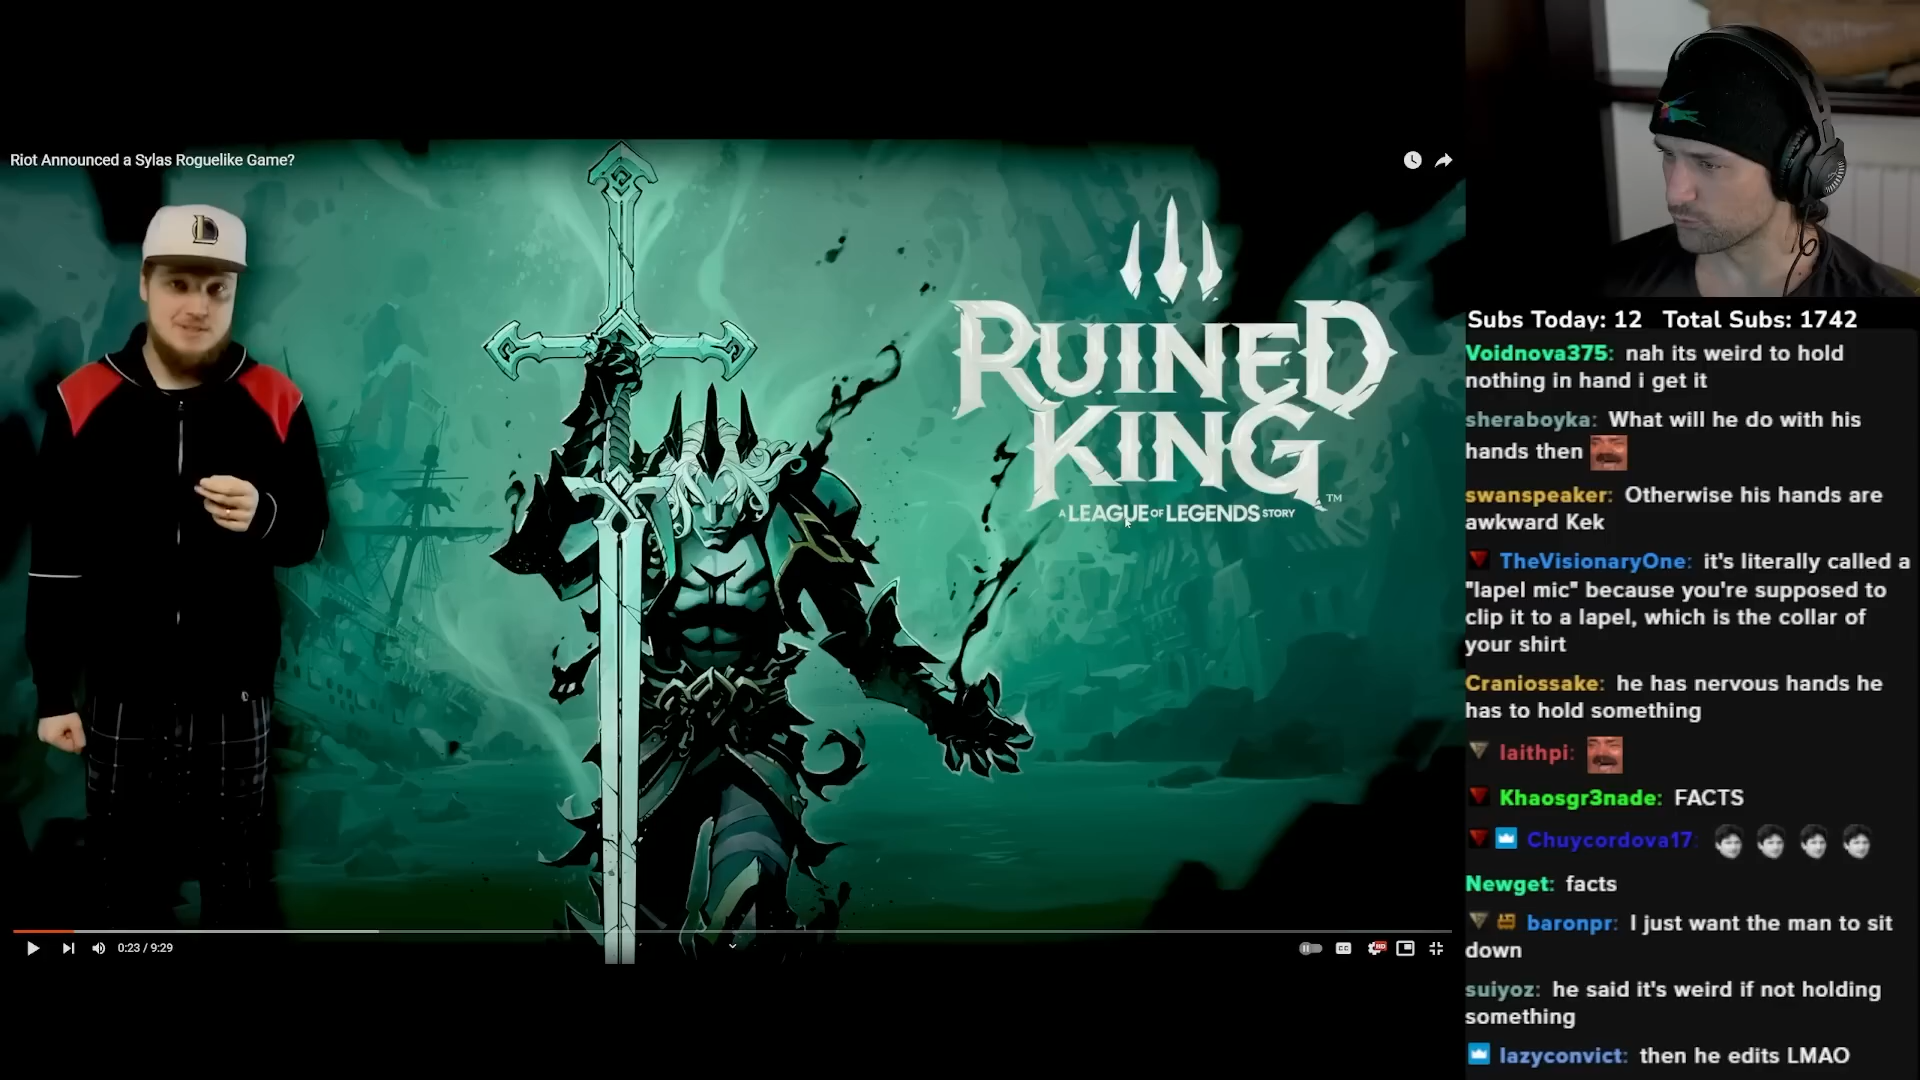 Riot Announced a Sylas Roguelike Game?
RUINED
KING
™
A LEAGUE OF LEGENDS STORY
0:23 / 9:29
CC
HD
Subs Today: 12 Total Subs: 1742
Voidnova375: nah its weird to hold
nothing in hand i get it
sheraboyka: What will he do with his
hands then
swanspeaker: Otherwise his hands are
awkward Kek
TheVisionaryOne: it's literally called a
"lapel mic" because you're supposed to
clip it to a lapel, which is the collar of
your shirt
Craniossake: he has nervous hands he
has to hold something
laithpi:
Khaosgr3nade: FACTS
Chuycordova17:
Newget: facts
baronpr: I just want the man to sit
down
suiyoz: he said it's weird if not holding
something
lazyconvict: then he edits LMAO